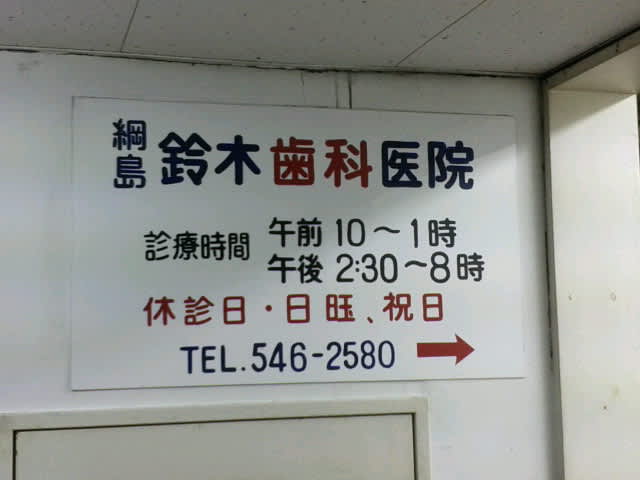 綱島 鈴木歯科医院
診療時間 午前 10～1時
午後 2:30～8時
休診日・日旺、祝日
TEL.546-2580